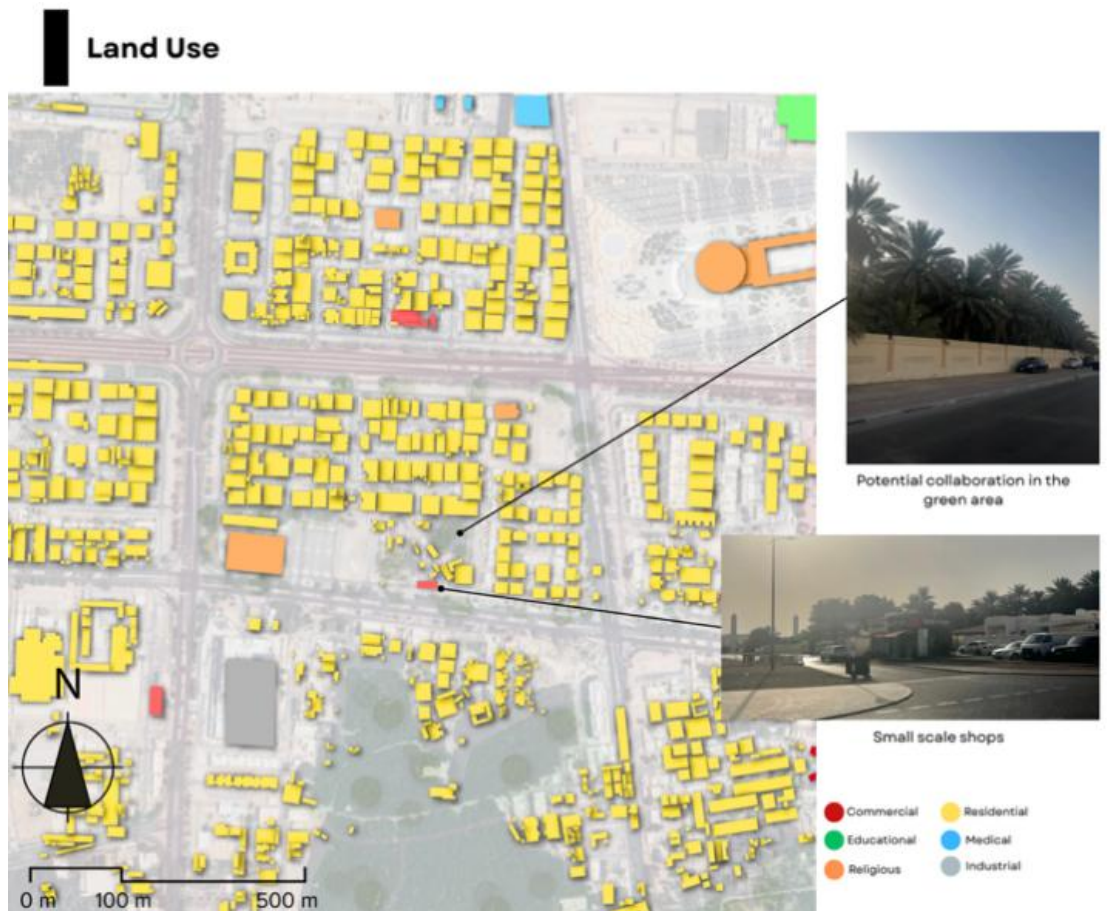 Land Use
Potential collaboration in the
green area
Small scale shops
Commercial
Residential
Educational
Medical
Religious
Industrial
N
0 m 100 m 500 m